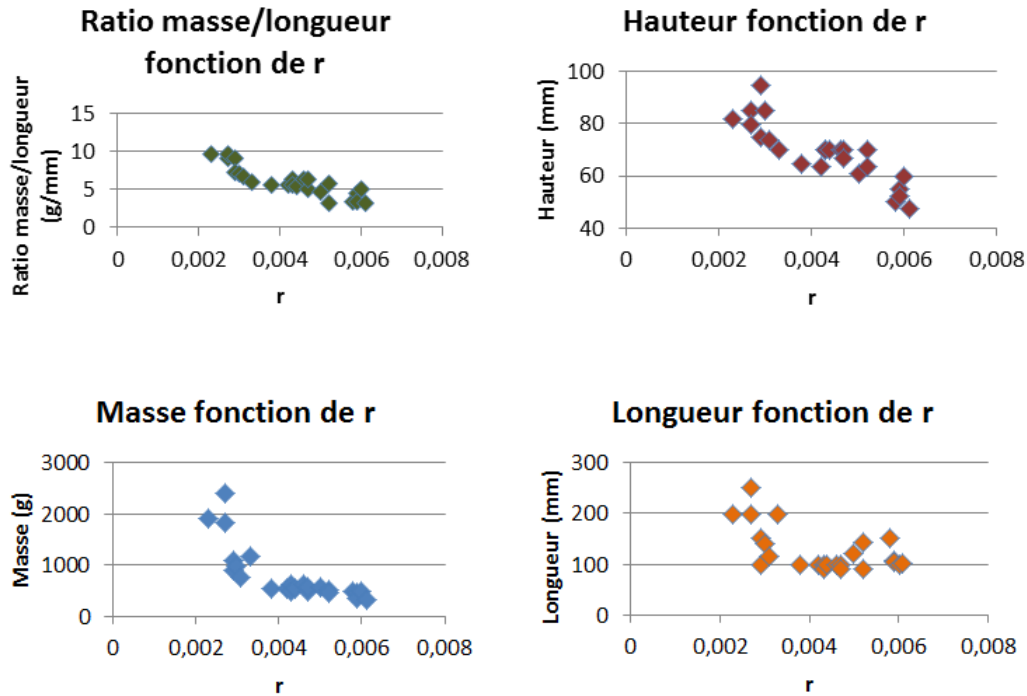 Ratio masse/longueur
fonction de r
Ratio masse/longueur
(g/mm)
15
10
5
0
0 0,002 0,004 0,006 0,008
r
Hauteur fonction de r
Hauteur (mm)
100
80
60
40
0 0,002 0,004 0,006 0,008
r
Masse fonction de r
Masse (g)
3000
2000
1000
0
0 0,002 0,004 0,006 0,008
r
Longueur fonction de r
Longueur (mm)
300
200
100
0
0 0,002 0,004 0,006 0,008
r